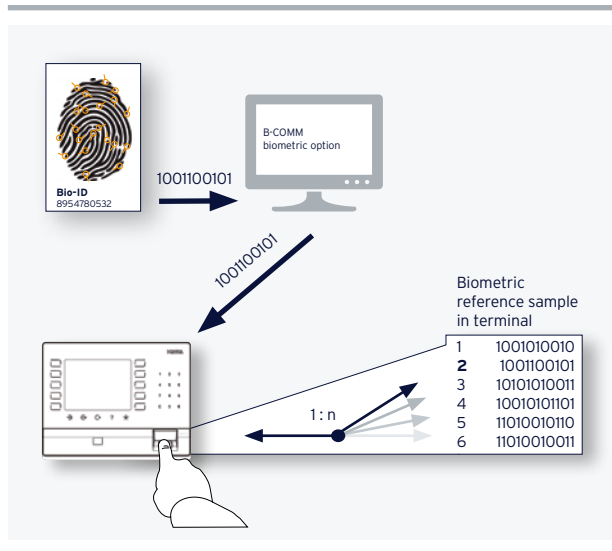 Bio-ID
8954780532
1001100101
B-COMM
biometric option
1001100101
Biometric
reference sample
in terminal
1 1001010010
2 1001100101
3 10101010011
4 10010101101
5 11010010110
6 11010010011
1 : n